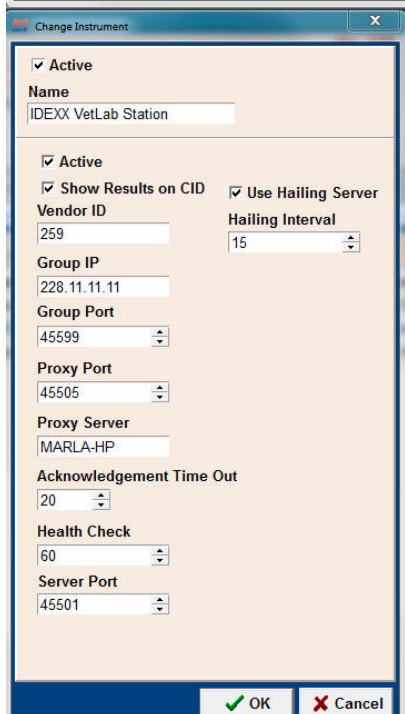 Change Instrument
X
Active
Name
IDEXX VetLab Station
Active
Show Results on CID
Use Hailing Server
Vendor ID
Hailing Interval
259
15
Group IP
228.11.11.11
Group Port
45599
Proxy Port
45505
Proxy Server
MARLA-HP
Acknowledgement Time Out
20
Health Check
60
Server Port
45501
OK
Cancel